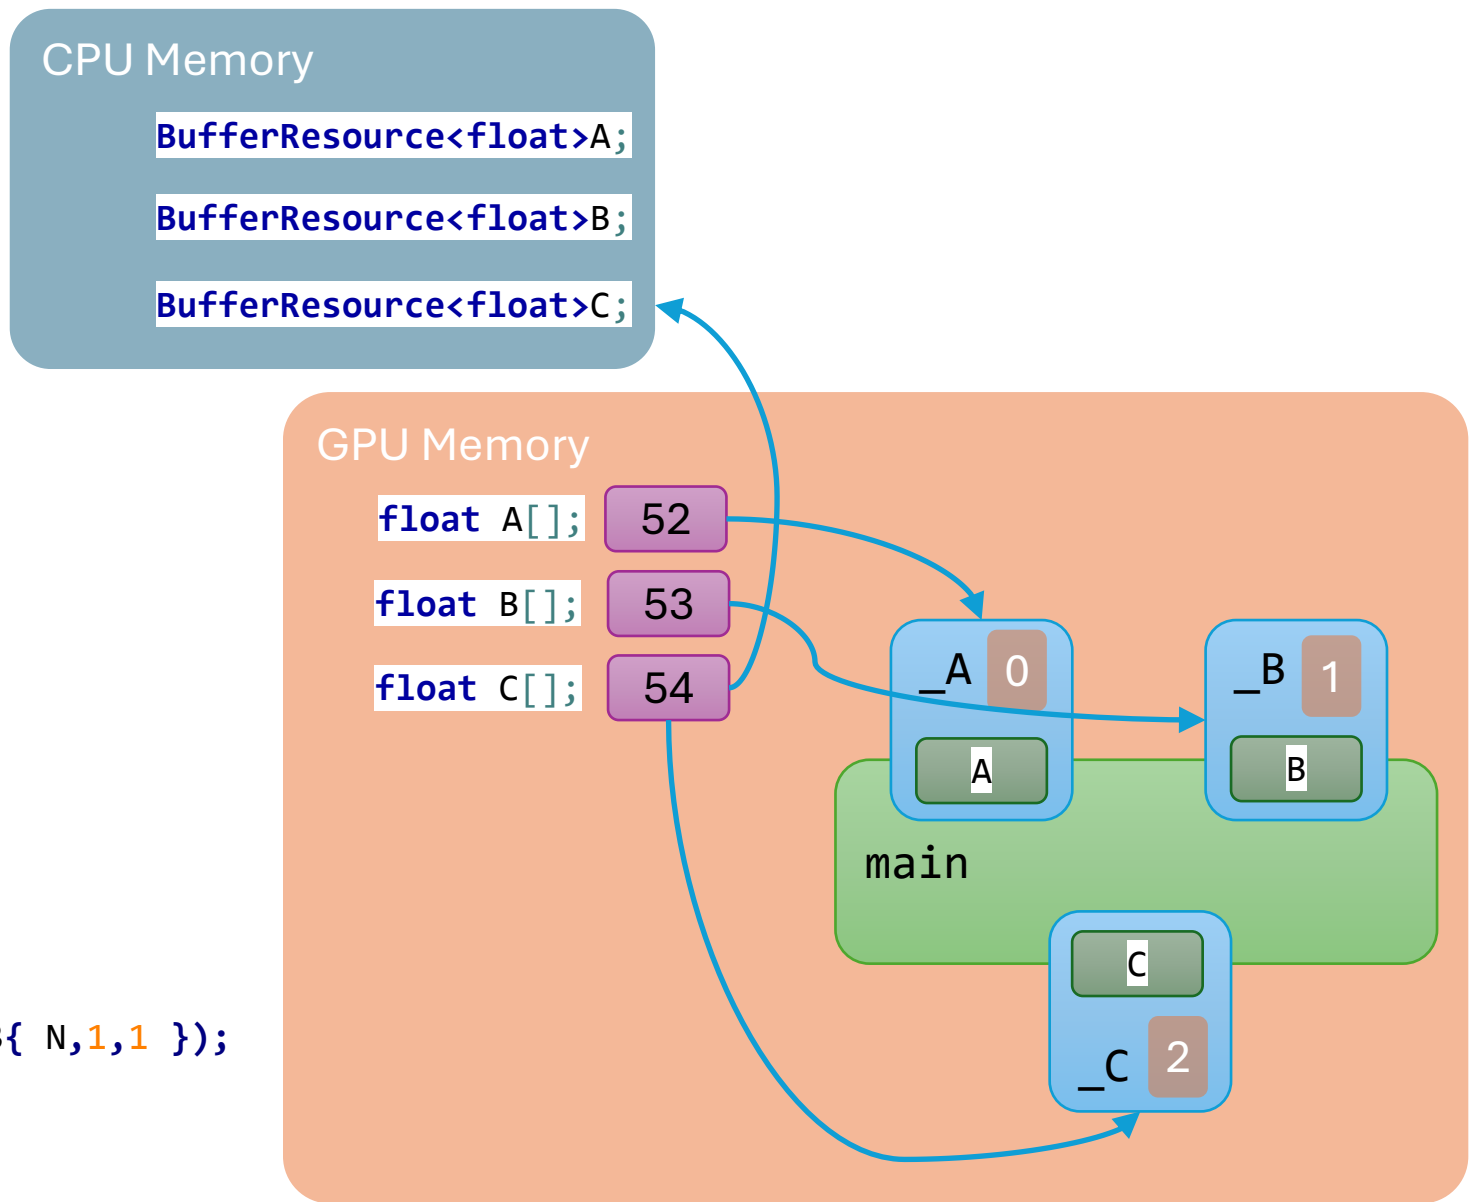 CPU Memory
BufferResource<float>A;
BufferResource<float>B;
BufferResource<float>C;
GPU Memory
float A[]; 52
float B[]; 53
float C[]; 54
_A 0
_B 1
A
B
main
C
_C 2
{ N,1,1 });